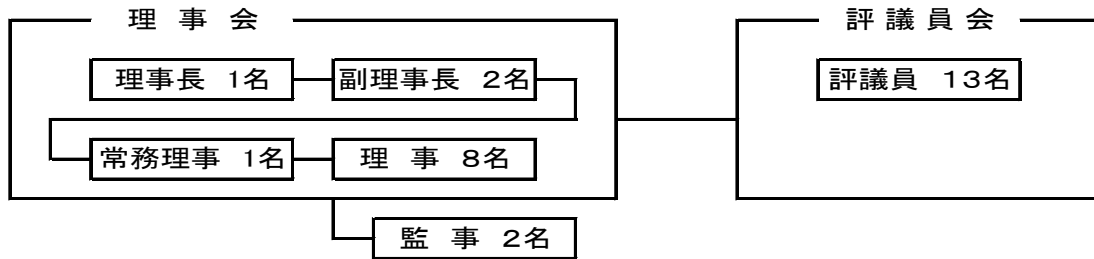 理事会
評議員会
理事長 1名
副理事長 2名
評議員 13名
常務理事 1名
理事 8名
監事 2名